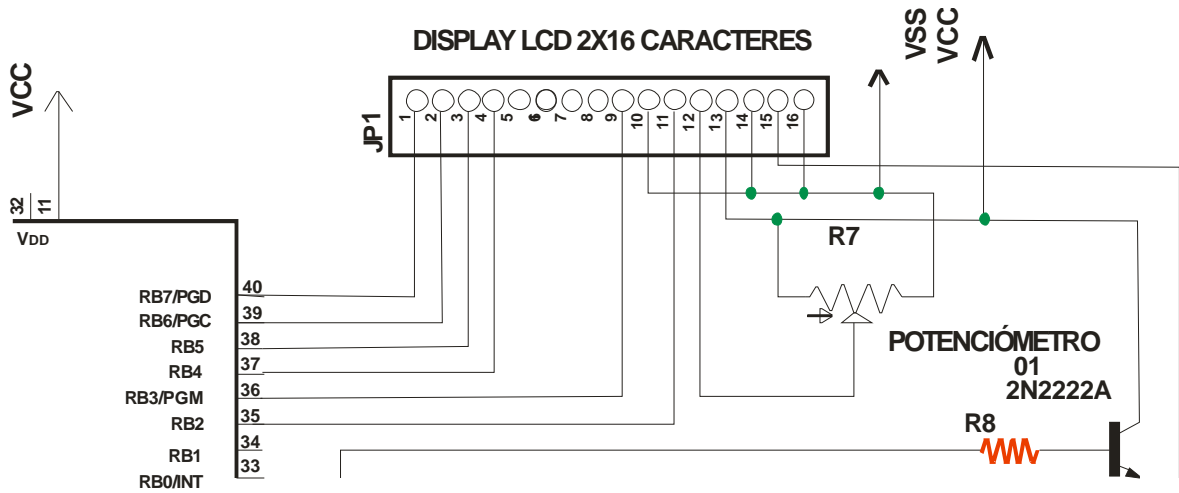 DISPLAY LCD 2X16 CARACTERES
VSS
VCC
VCC
JP1
1
2
3
4
5
6
7
8
9
10
11
12
13
14
15
16
32
11
VDD
R7
RB7/PGD 40
RB6/PGC 39
RB5 38
RB4 37
RB3/PGM 36
RB2 35
RB1 34
RB0/INT 33
POTENCIÓMETRO
01
2N2222A
R8